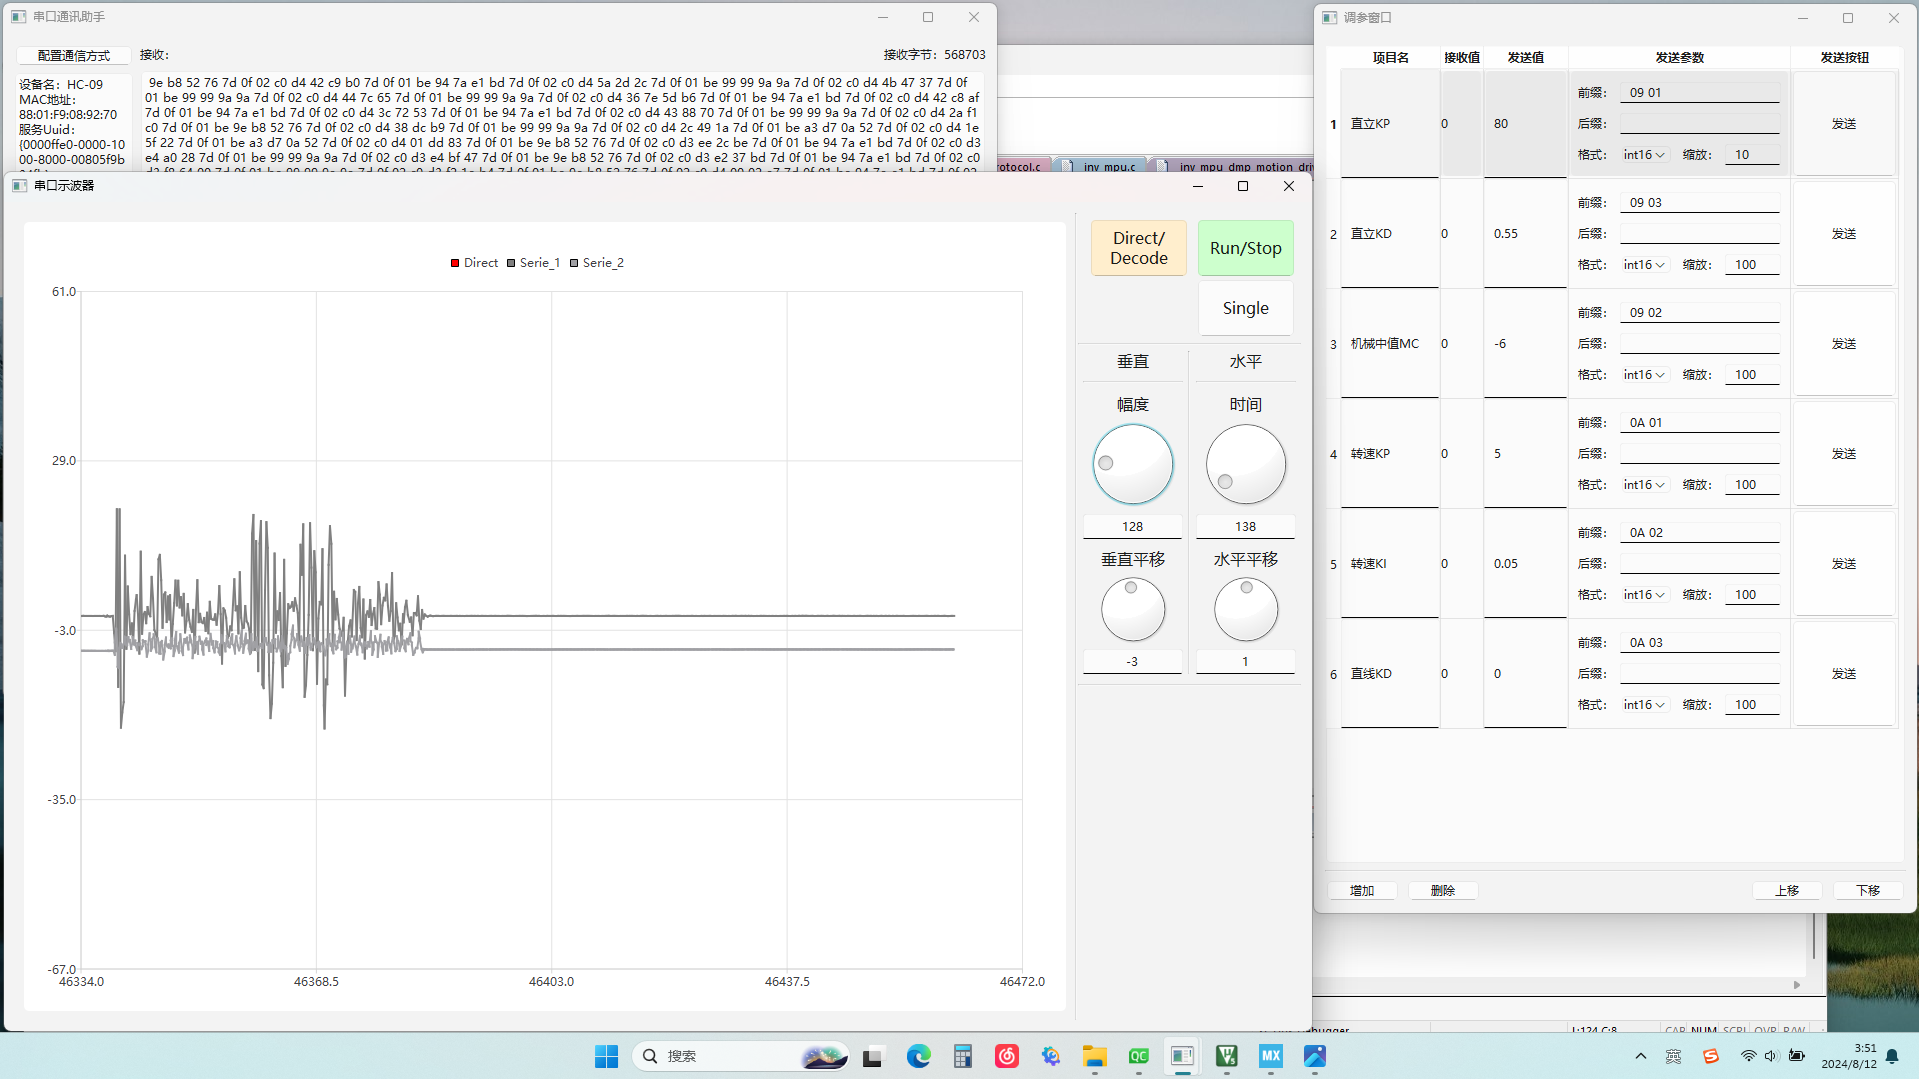 串口通讯助手
配置通信方式
接收:
接收字节: 568703
设备名: HC-09
MAC地址:
88:01:F9:08:92:70
服务Uuid:
{0000ffe0-0000-10
00-8000-00805f9b
9e b8 52 76 7d 0f 02 c0 d4 42 c9 b0 7d 0f 01 be 94 7a e1 bd 7d 0f 02 c0 d4 5a 2d 2c 7d 0f 01 be 99 99 9a 9a 7d 0f 02 c0 d4 4b 47 37 7d 0f
01 be 99 99 9a 9a 7d 0f 02 c0 d4 44 7c 65 7d 0f 01 be 99 99 9a 9a 7d 0f 02 c0 d4 36 7e 5d b6 7d 0f 01 be 94 7a e1 bd 7d 0f 02 c0 d4 42 c8 af
7d 0f 01 be 94 7a e1 bd 7d 0f 02 c0 d4 3c 72 53 7d 0f 01 be 94 7a e1 bd 7d 0f 02 c0 d4 43 88 70 7d 0f 01 be 99 99 9a 9a 7d 0f 02 c0 d4 2a f1
c0 7d 0f 01 be 9e b8 52 76 7d 0f 02 c0 d4 38 dc b9 7d 0f 01 be 99 99 9a 9a 7d 0f 02 c0 d4 2c 49 1a 7d 0f 01 be a3 d7 0a 52 7d 0f 02 c0 d4 1e
5f 22 7d 0f 01 be a3 d7 0a 52 7d 0f 02 c0 d4 01 dd 83 7d 0f 01 be 9e b8 52 76 7d 0f 02 c0 d3 ee 2c be 7d 0f 01 be 94 7a e1 bd 7d 0f 02 c0 d3
e4 a0 28 7d 0f 01 be 99 99 9a 9a 7d 0f 02 c0 d3 e4 bf 47 7d 0f 01 be 9e b8 52 76 7d 0f 02 c0 d3 e2 37 bd 7d 0f 01 be 94 7a e1 bd 7d 0f 02 c0
rotocol.c
inv_mpu.c
inv_mpu_dmp_motion_dri
串口示波器
Direct
Serie_1
Serie_2
61.0
29.0
-3.0
-35.0
-67.0
46334.0
46368.5
46403.0
46437.5
46472.0
Direct/
Decode
Run/Stop
Single
垂直
水平
幅度
时间
128
138
垂直平移
水平平移
-3
1
调参窗口
项目名 接收值 发送值 发送参数 发送按钮
1 直立KP 0 80 前缀: 09 01 后缀: 格式: int16 缩放: 10 发送
2 直立KD 0 0.55 前缀: 09 03 后缀: 格式: int16 缩放: 100 发送
3 机械中值MC 0 -6 前缀: 09 02 后缀: 格式: int16 缩放: 100 发送
4 转速KP 0 5 前缀: 0A 01 后缀: 格式: int16 缩放: 100 发送
5 转速KI 0 0.05 前缀: 0A 02 后缀: 格式: int16 缩放: 100 发送
6 直线KD 0 0 前缀: 0A 03 后缀: 格式: int16 缩放: 100 发送
增加
删除
上移
下移
L:124 C:8
CAP NUM SCRL OVR R/W
搜索
QC
MX
英
3:51
2024/8/12